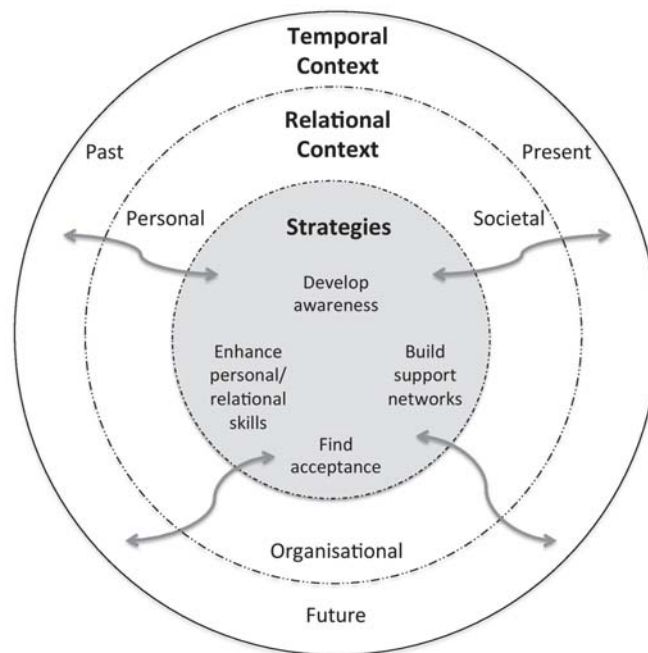 Temporal
Context
Relational
Context
Past
Present
Personal
Societal
Strategies
Develop
awareness
Enhance
personal/
relational
skills
Build
support
networks
Find
acceptance
Organisational
Future